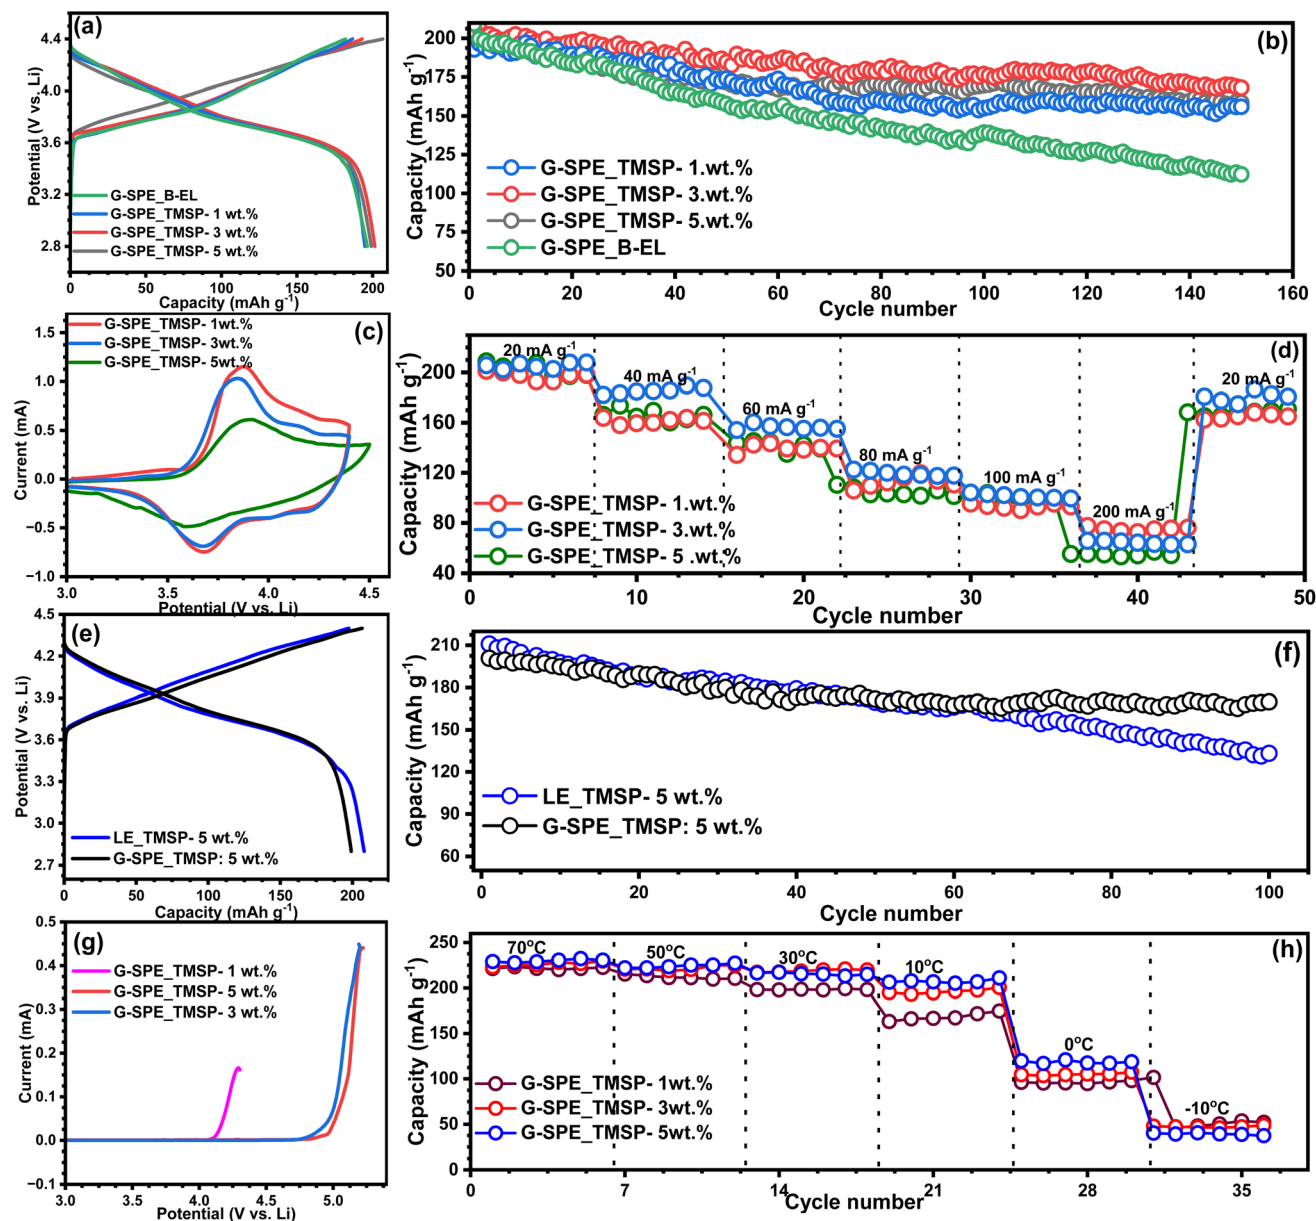 (a)
4.4
4.0
3.6
3.2
2.8
Potential (V vs. Li)
G-SPE_B-EL
G-SPE_TMSP- 1 wt.%
G-SPE_TMSP- 3 wt.%
G-SPE_TMSP- 5 wt.%
0 50 100 150 200
Capacity (mAh g-1)
(b)
200
175
150
125
100
75
50
Capacity (mAh g-1)
G-SPE_TMSP- 1.wt.%
G-SPE_TMSP- 3.wt.%
G-SPE_TMSP- 5.wt.%
G-SPE_B-EL
0 20 40 60 80 100 120 140 160
Cycle number
(c)
1.5
1.0
0.5
0.0
−0.5
−1.0
Current (mA)
G-SPE_TMSP- 1wt.%
G-SPE_TMSP- 3wt.%
G-SPE_TMSP- 5wt.%
3.0 3.5 4.0 4.5
Potential (V vs. Li)
(d)
200
160
120
80
40
Capacity (mAh g-1)
20 mA g-1
40 mA g-1
60 mA g-1
80 mA g-1
100 mA g-1
200 mA g-1
20 mA g-1
G-SPE_TMSP- 1.wt.%
G-SPE_TMSP- 3.wt.%
G-SPE_TMSP- 5 .wt.%
0 10 20 30 40 50
Cycle number
(e)
4.5
4.2
3.9
3.6
3.3
3.0
2.7
Potential (V vs. Li)
LE_TMSP- 5 wt.%
G-SPE_TMSP: 5 wt.%
0 50 100 150 200
Capacity (mAh g-1)
(f)
210
180
150
120
90
60
Capacity (mAh g-1)
LE_TMSP- 5 wt.%
G-SPE_TMSP: 5 wt.%
0 20 40 60 80 100
Cycle number
(g)
0.5
0.4
0.3
0.2
0.1
0.0
−0.1
Current (mA)
G-SPE_TMSP- 1 wt.%
G-SPE_TMSP- 5 wt.%
G-SPE_TMSP- 3 wt.%
3.0 3.5 4.0 4.5 5.0
Potential (V vs. Li)
(h)
250
200
150
100
50
0
Capacity (mAh g-1)
70°C
50°C
30°C
10°C
0°C
-10°C
G-SPE_TMSP- 1wt.%
G-SPE_TMSP- 3wt.%
G-SPE_TMSP- 5wt.%
0 7 14 21 28 35
Cycle number